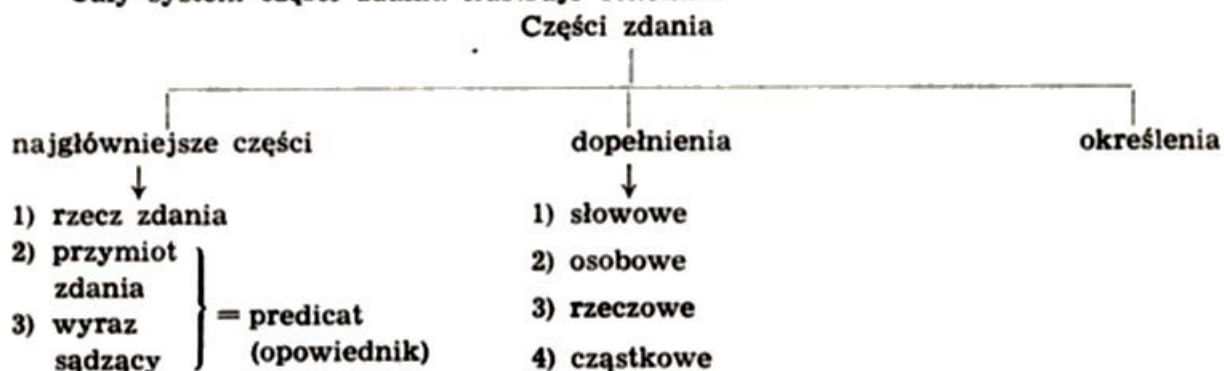 Części zdania
najgłówniejsze części dopełnienia określenia
1) rzecz zdania
2) przymiot
zdania
3) wyraz
sądzący
= predicat
(opowiednik)
1) słowowe
2) osobowe
3) rzeczowe
4) cząstkowe